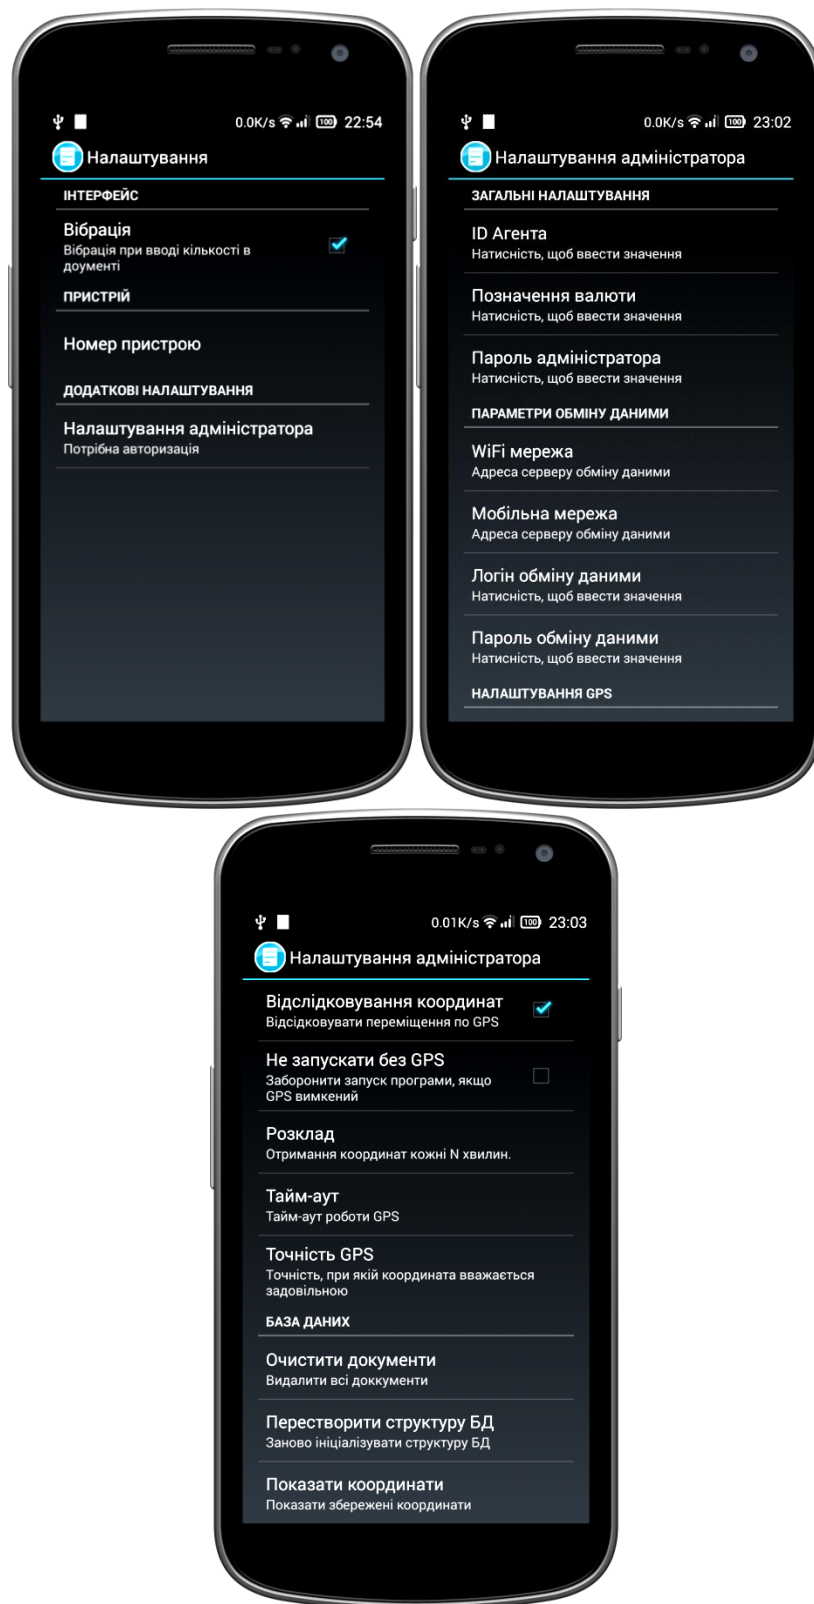 0.0K/s 100 22:54
Налаштування
ІНТЕРФЕЙС
Вібрація
Вібрація при вводі кількості в
доументі
ПРИСТРІЙ
Номер пристрою
ДОДАТКОВІ НАЛАШТУВАННЯ
Налаштування адміністратора
Потрібна авторизація
0.0K/s 100 23:02
Налаштування адміністратора
ЗАГАЛЬНІ НАЛАШТУВАННЯ
ID Агента
Натисність, щоб ввести значення
Позначення валюти
Натисність, щоб ввести значення
Пароль адміністратора
Натисність, щоб ввести значення
ПАРАМЕТРИ ОБМІНУ ДАНИМИ
WiFi мережа
Адреса серверу обміну даними
Мобільна мережа
Адреса серверу обміну даними
Логін обміну даними
Натисність, щоб ввести значення
Пароль обміну даними
Натисність, щоб ввести значення
НАЛАШТУВАННЯ GPS
0.01K/s 100 23:03
Налаштування адміністратора
Відслідковування координат
Відсідковувати переміщення по GPS
Не запускати без GPS
Заборонити запуск програми, якщо
GPS вимкений
Розклад
Отримання координат кожні N хвилин.
Тайм-аут
Тайм-аут роботи GPS
Точність GPS
Точність, при якій координата вважається
задовільною
БАЗА ДАНИХ
Очистити документи
Видалити всі доккументи
Перестворити структуру БД
Заново ініціалізувати структуру БД
Показати координати
Показати збережені координати